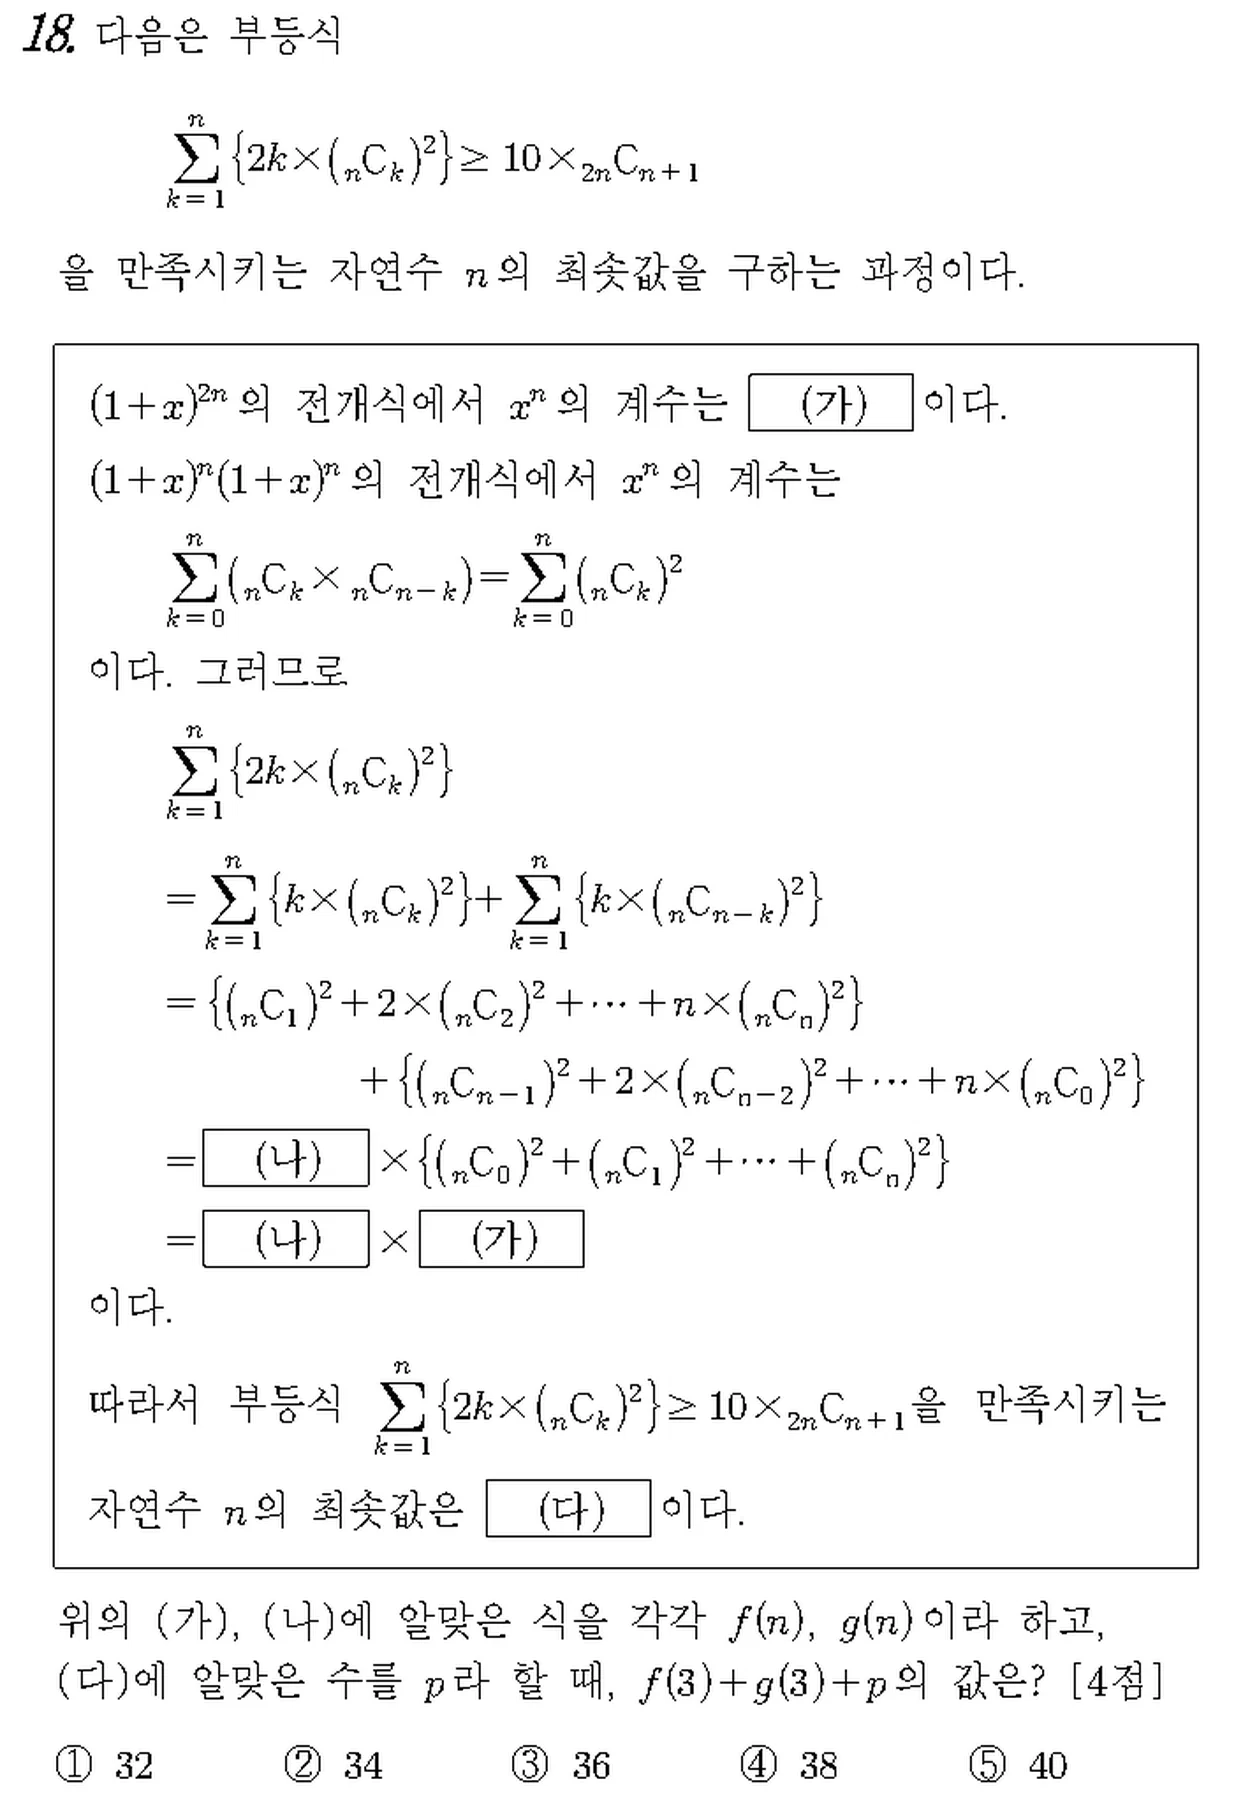 18. 다음은 부등식
∑_{k=1}^{n} {2k×(ₙCₖ)²} ≥ 10×₂ₙCₙ₊₁
을 만족시키는 자연수 n의 최솟값을 구하는 과정이다.
(1+x)²ⁿ의 전개식에서 xⁿ의 계수는 (가) 이다.
(1+x)ⁿ(1+x)ⁿ의 전개식에서 xⁿ의 계수는
∑_{k=0}^{n} (ₙCₖ×ₙCₙ₋ₖ) = ∑_{k=0}^{n} (ₙCₖ)²
이다. 그러므로
∑_{k=1}^{n} {2k×(ₙCₖ)²}
= ∑_{k=1}^{n} {k×(ₙCₖ)²} + ∑_{k=1}^{n} {k×(ₙCₙ₋ₖ)²}
= {(ₙC₁)²+2×(ₙC₂)²+⋯+n×(ₙCₙ)²}
+{(ₙCₙ₋₁)²+2×(ₙCₙ₋₂)²+⋯+n×(ₙC₀)²}
= (나) ×{(ₙC₀)²+(ₙC₁)²+⋯+(ₙCₙ)²}
= (나) × (가)
이다.
따라서 부등식 ∑_{k=1}^{n} {2k×(ₙCₖ)²} ≥ 10×₂ₙCₙ₊₁을 만족시키는
자연수 n의 최솟값은 (다) 이다.
위의 (가), (나)에 알맞은 식을 각각 f(n), g(n)이라 하고,
(다)에 알맞은 수를 p라 할 때, f(3)+g(3)+p의 값은? [4점]
① 32 ② 34 ③ 36 ④ 38 ⑤ 40